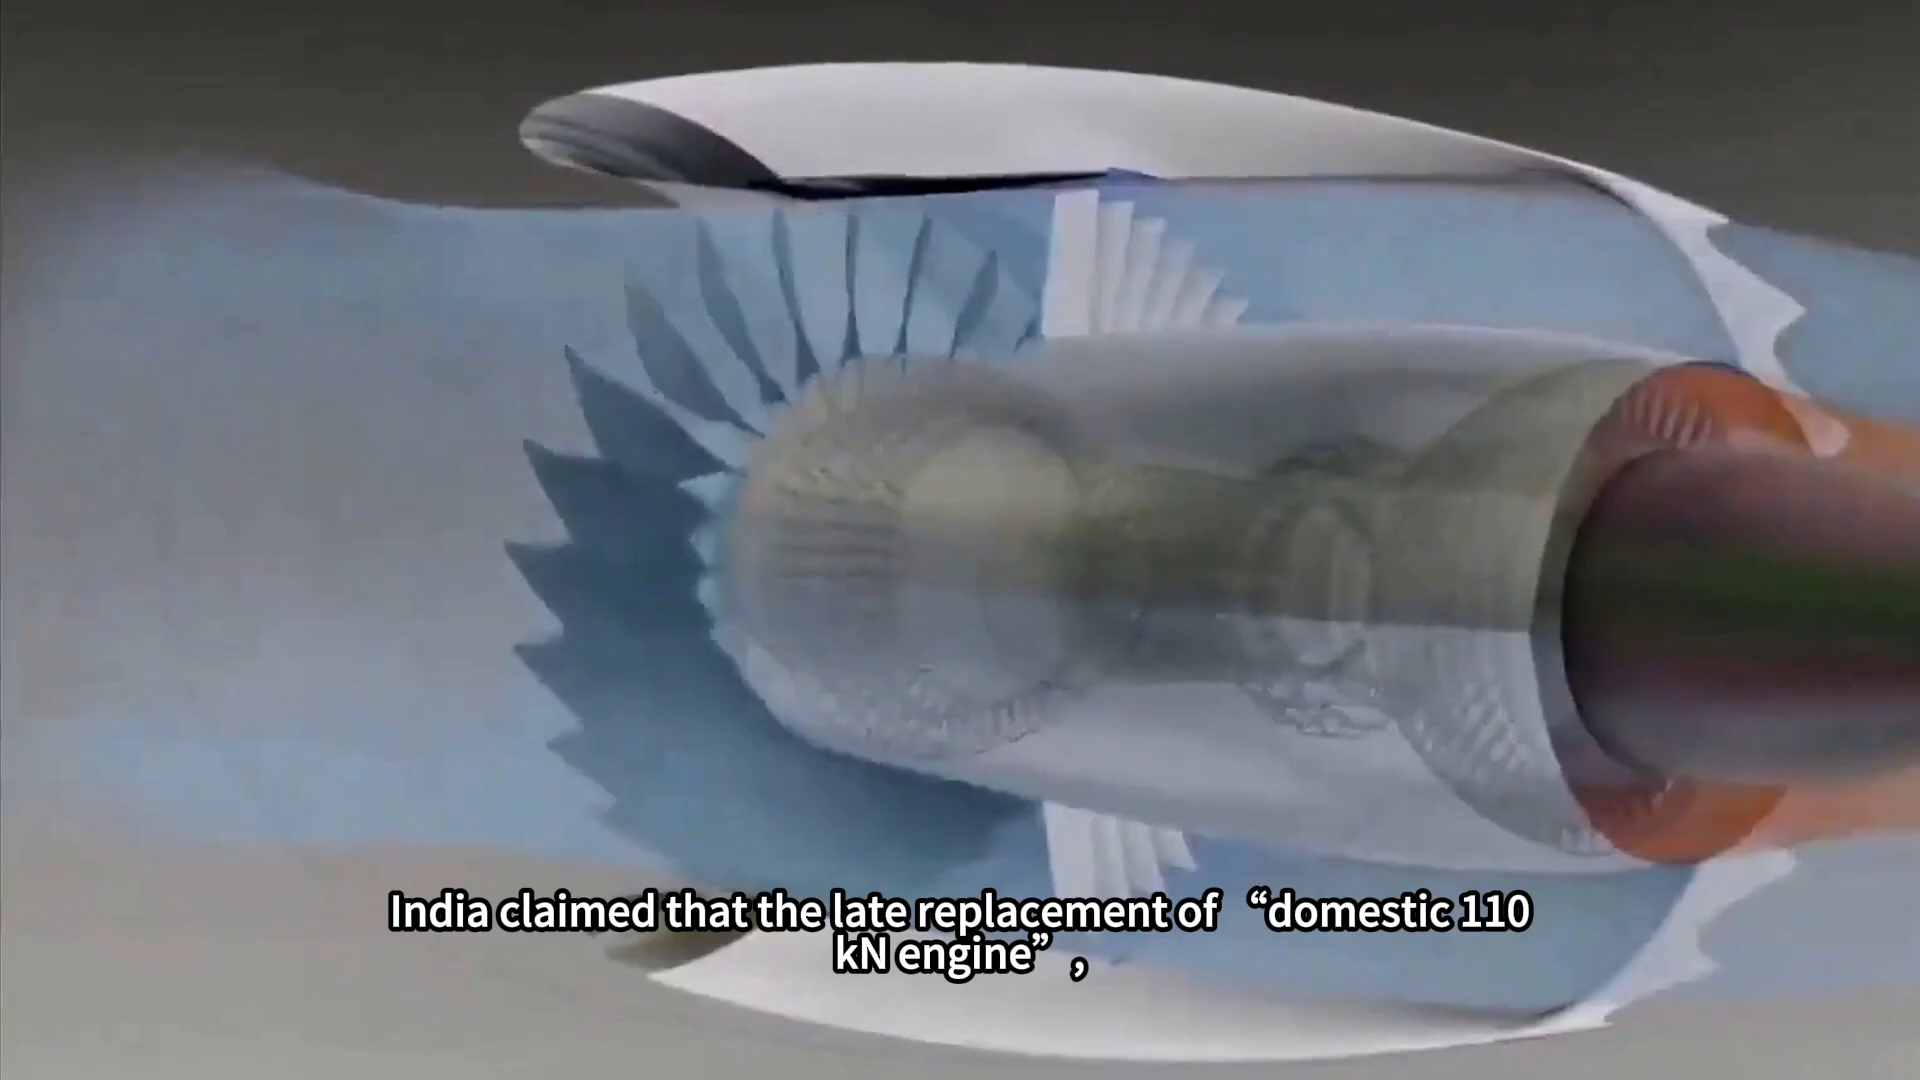 India claimed that the late replacement of “domestic 110
kN engine”，